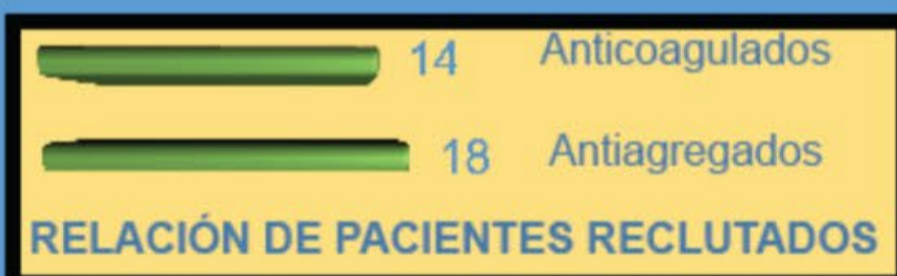 14 Anticoagulados
18 Antiagregados
RELACIÓN DE PACIENTES RECLUTADOS